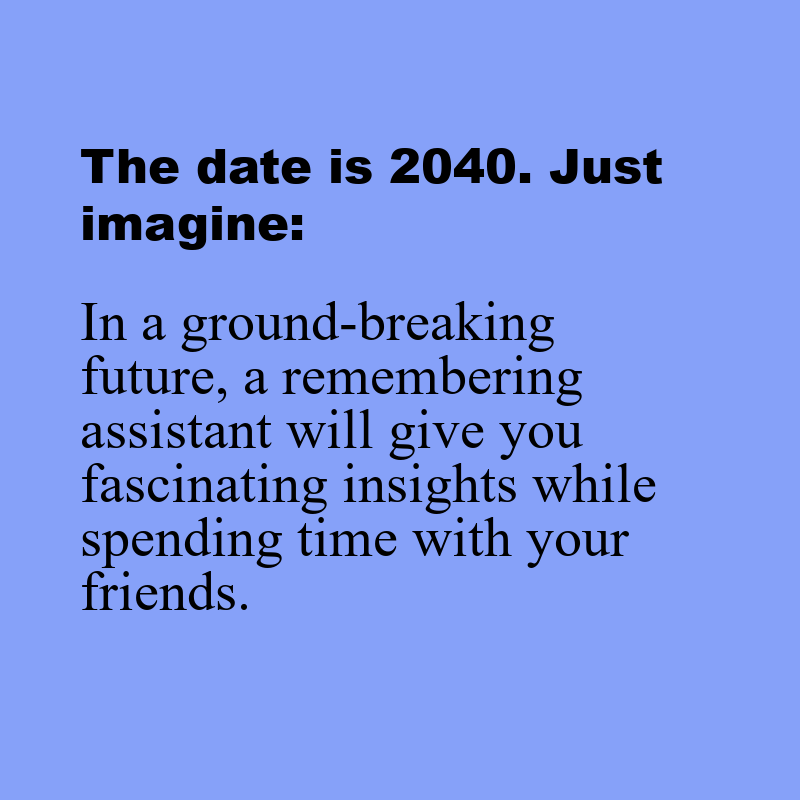 The date is 2040. Just
imagine:
In a ground-breaking
future, a remembering
assistant will give you
fascinating insights while
spending time with your
friends.